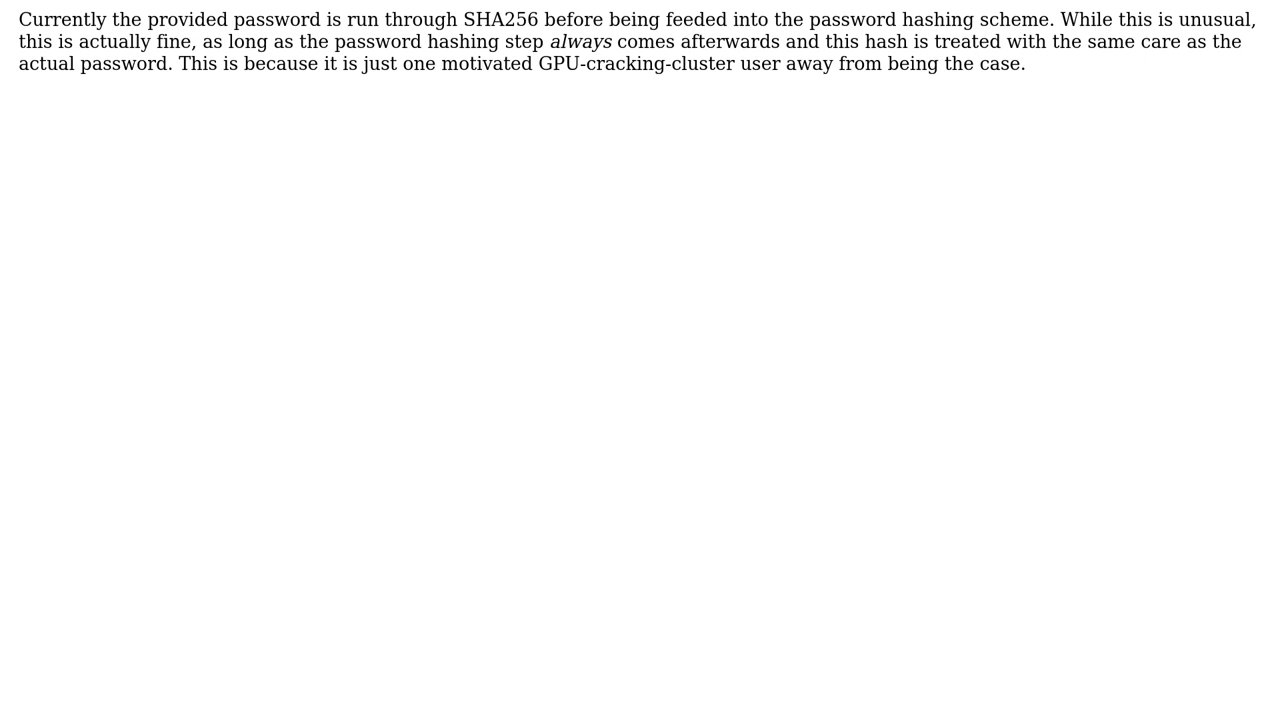 Currently the provided password is run through SHA256 before being feeded into the password hashing scheme. While this is unusual,
this is actually fine, as long as the password hashing step always comes afterwards and this hash is treated with the same care as the
actual password. This is because it is just one motivated GPU-cracking-cluster user away from being the case.